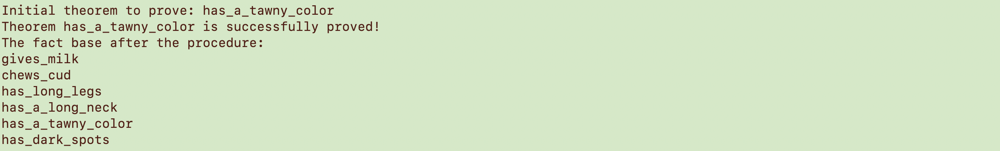 Initial theorem to prove: has_a_tawny_color
Theorem has_a_tawny_color is successfully proved!
The fact base after the procedure:
gives_milk
chews_cud
has_long_legs
has_a_long_neck
has_a_tawny_color
has_dark_spots